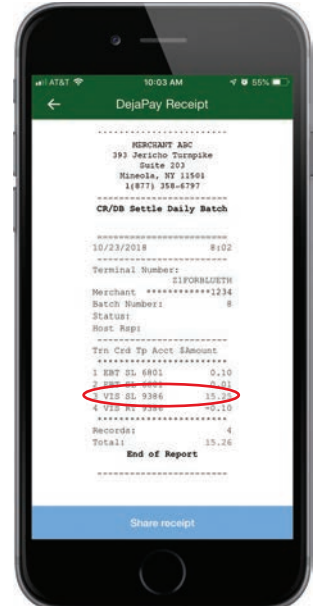 AT&T 10:03 AM 55%
DejaPay Receipt
MERCHANT ABC
393 Jericho Turnpike
Suite 203
Mineola, NY 11501
1(877) 358-6797
CR/DB Settle Daily Batch
10/23/2018 8:02
Terminal Number:
Z1FORBLUETH
Merchant ************1234
Batch Number: 8
Status:
Host Rsp:
Trn Crd Tp Acct $Amount
1 EBT SL 6801 0.10
2 EBT SL 6801 0.01
3 VIS SL 9386 15.25
4 VIS R: 9386 -0.10
Records: 4
Total: 15.26
End of Report
Share receipt